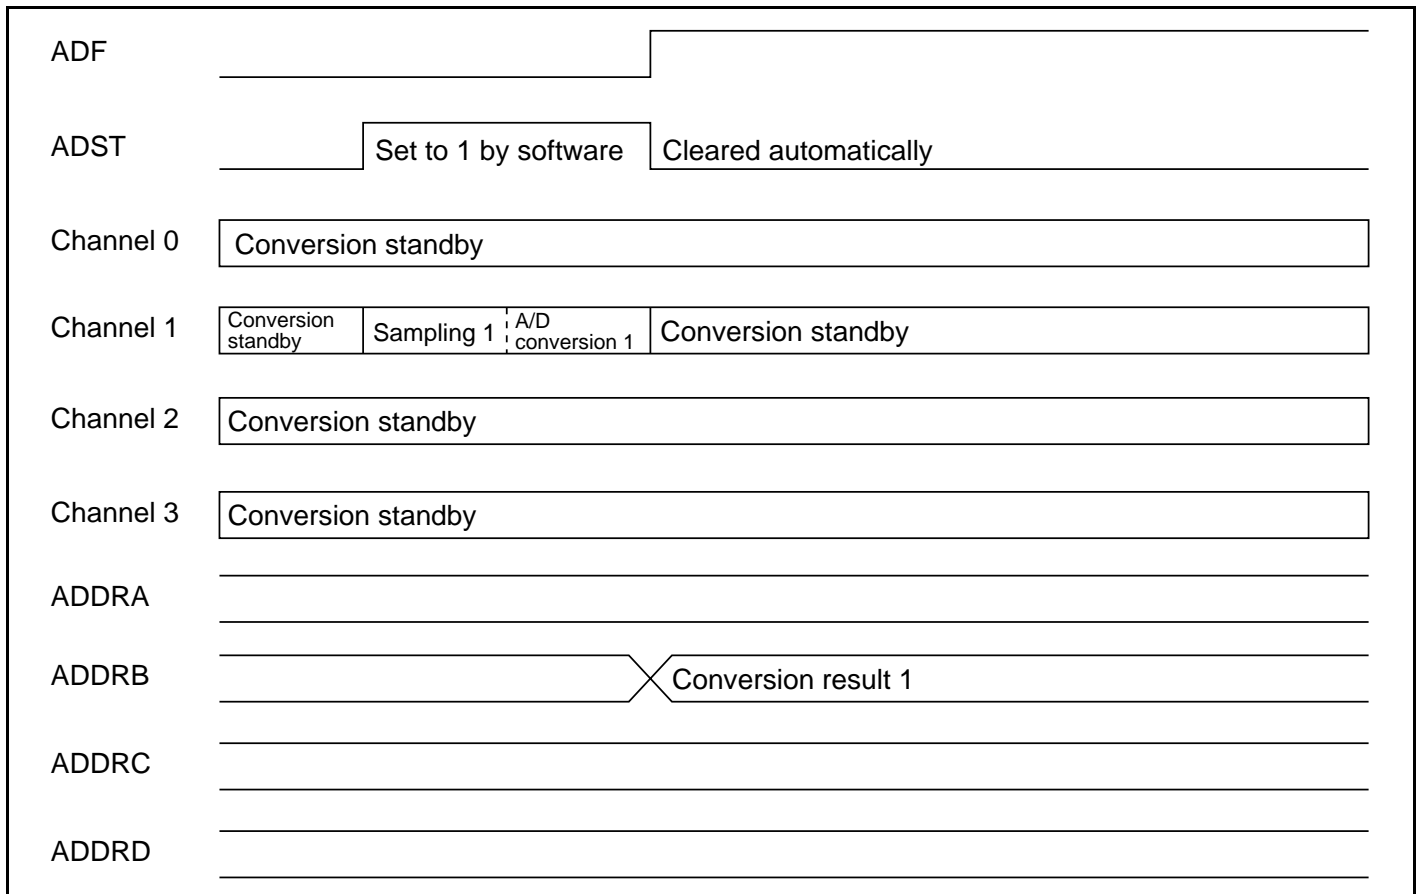 ADF
ADST
Set to 1 by software
Cleared automatically
Channel 0
Conversion standby
Channel 1
Conversion
standby
Sampling 1
A/D
conversion 1
Conversion standby
Channel 2
Conversion standby
Channel 3
Conversion standby
ADDRA
ADDRB
Conversion result 1
ADDRC
ADDRD